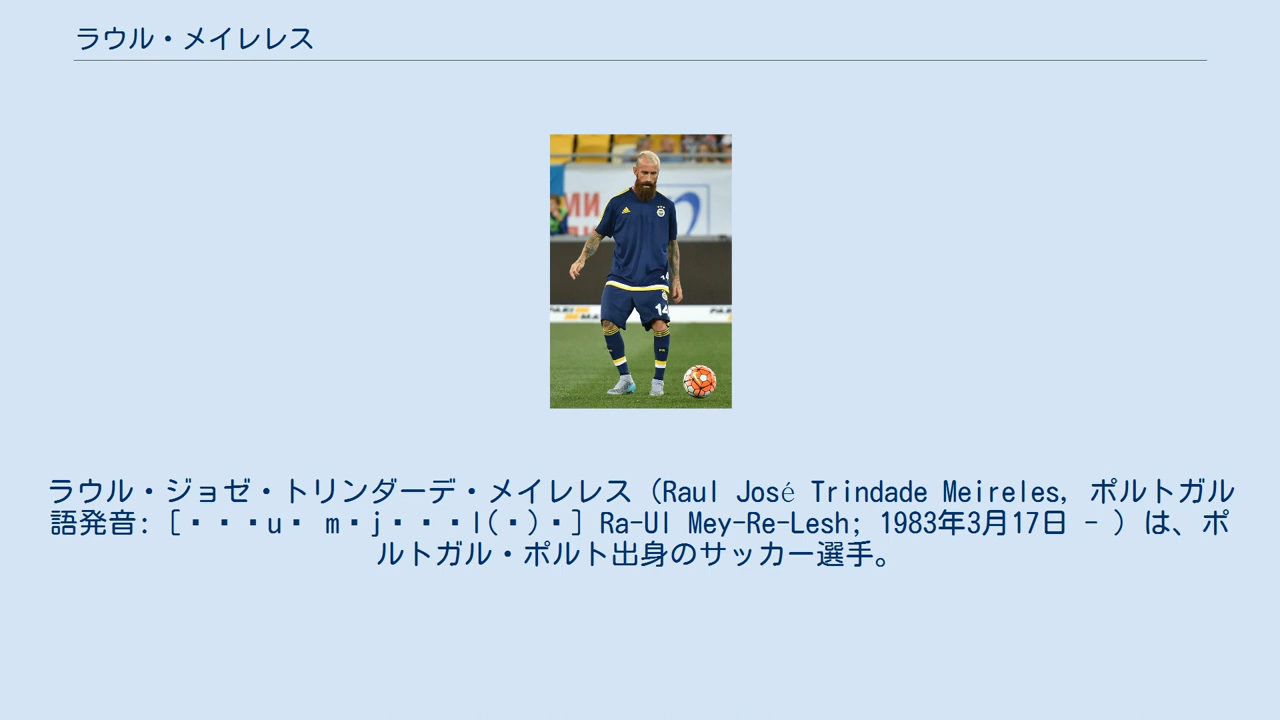 ラウル・メイレレス
МИ
14
14
ラウル・ジョゼ・トリンダーデ・メイレレス（Raul José Trindade Meireles, ポルトガル
語発音: [・・・u・ m・j・・・l(・)・] Ra-Ul Mey-Re-Lesh; 1983年3月17日 - ）は、ポ
ルトガル・ポルト出身のサッカー選手。